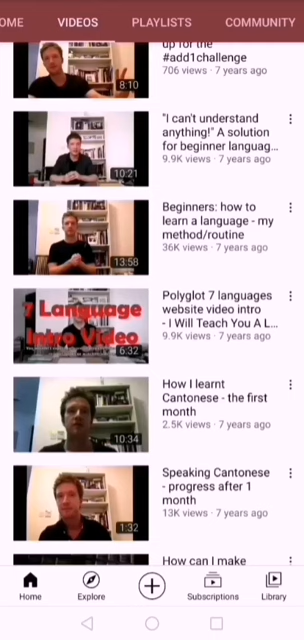 OME VIDEOS PLAYLISTS COMMUNITY
up for the
#add1challenge
706 views · 7 years ago
8:10
"I can't understand
anything!" A solution
for beginner languag...
9.9K views · 7 years ago
10:21
Beginners: how to
learn a language - my
method/routine
36K views · 7 years ago
13:58
Polyglot 7 languages
website video intro
- I Will Teach You A L...
9.9K views · 7 years ago
7 Language
Intro Video
6:32
How I learnt
Cantonese - the first
month
2.5K views · 7 years ago
10:34
Speaking Cantonese
- progress after 1
month
13K views · 7 years ago
1:32
How can I make
Home Explore Subscriptions Library